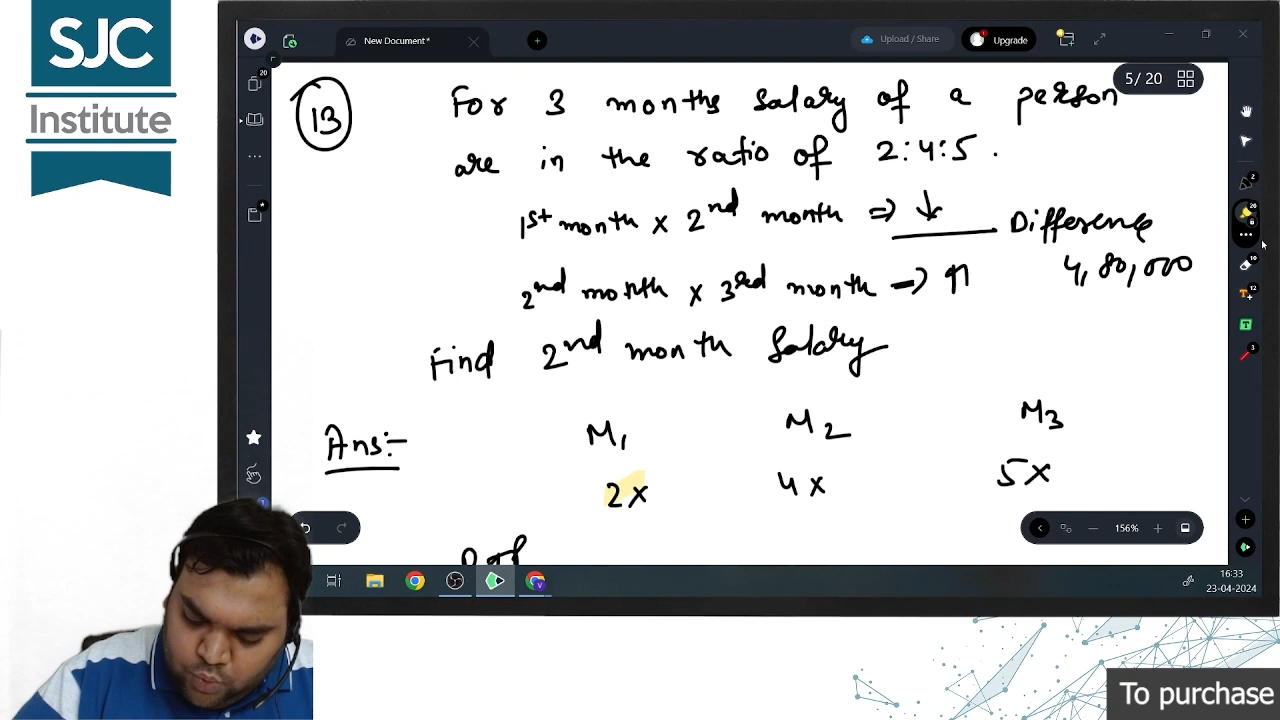 SJC
Institute
New Document*
Upload / Share
Upgrade
5/ 20
13
For 3 months salary of a person
are in the ratio of 2:4:5 .
1st month x 2nd month ⇒ ↓ Difference
4,80,000
2nd month x 3rd month → ↑
Find 2nd month Salary
Ans:-
M1 M2 M3
2x 4x 5x
156%
16:33
23-04-2024
To purchase